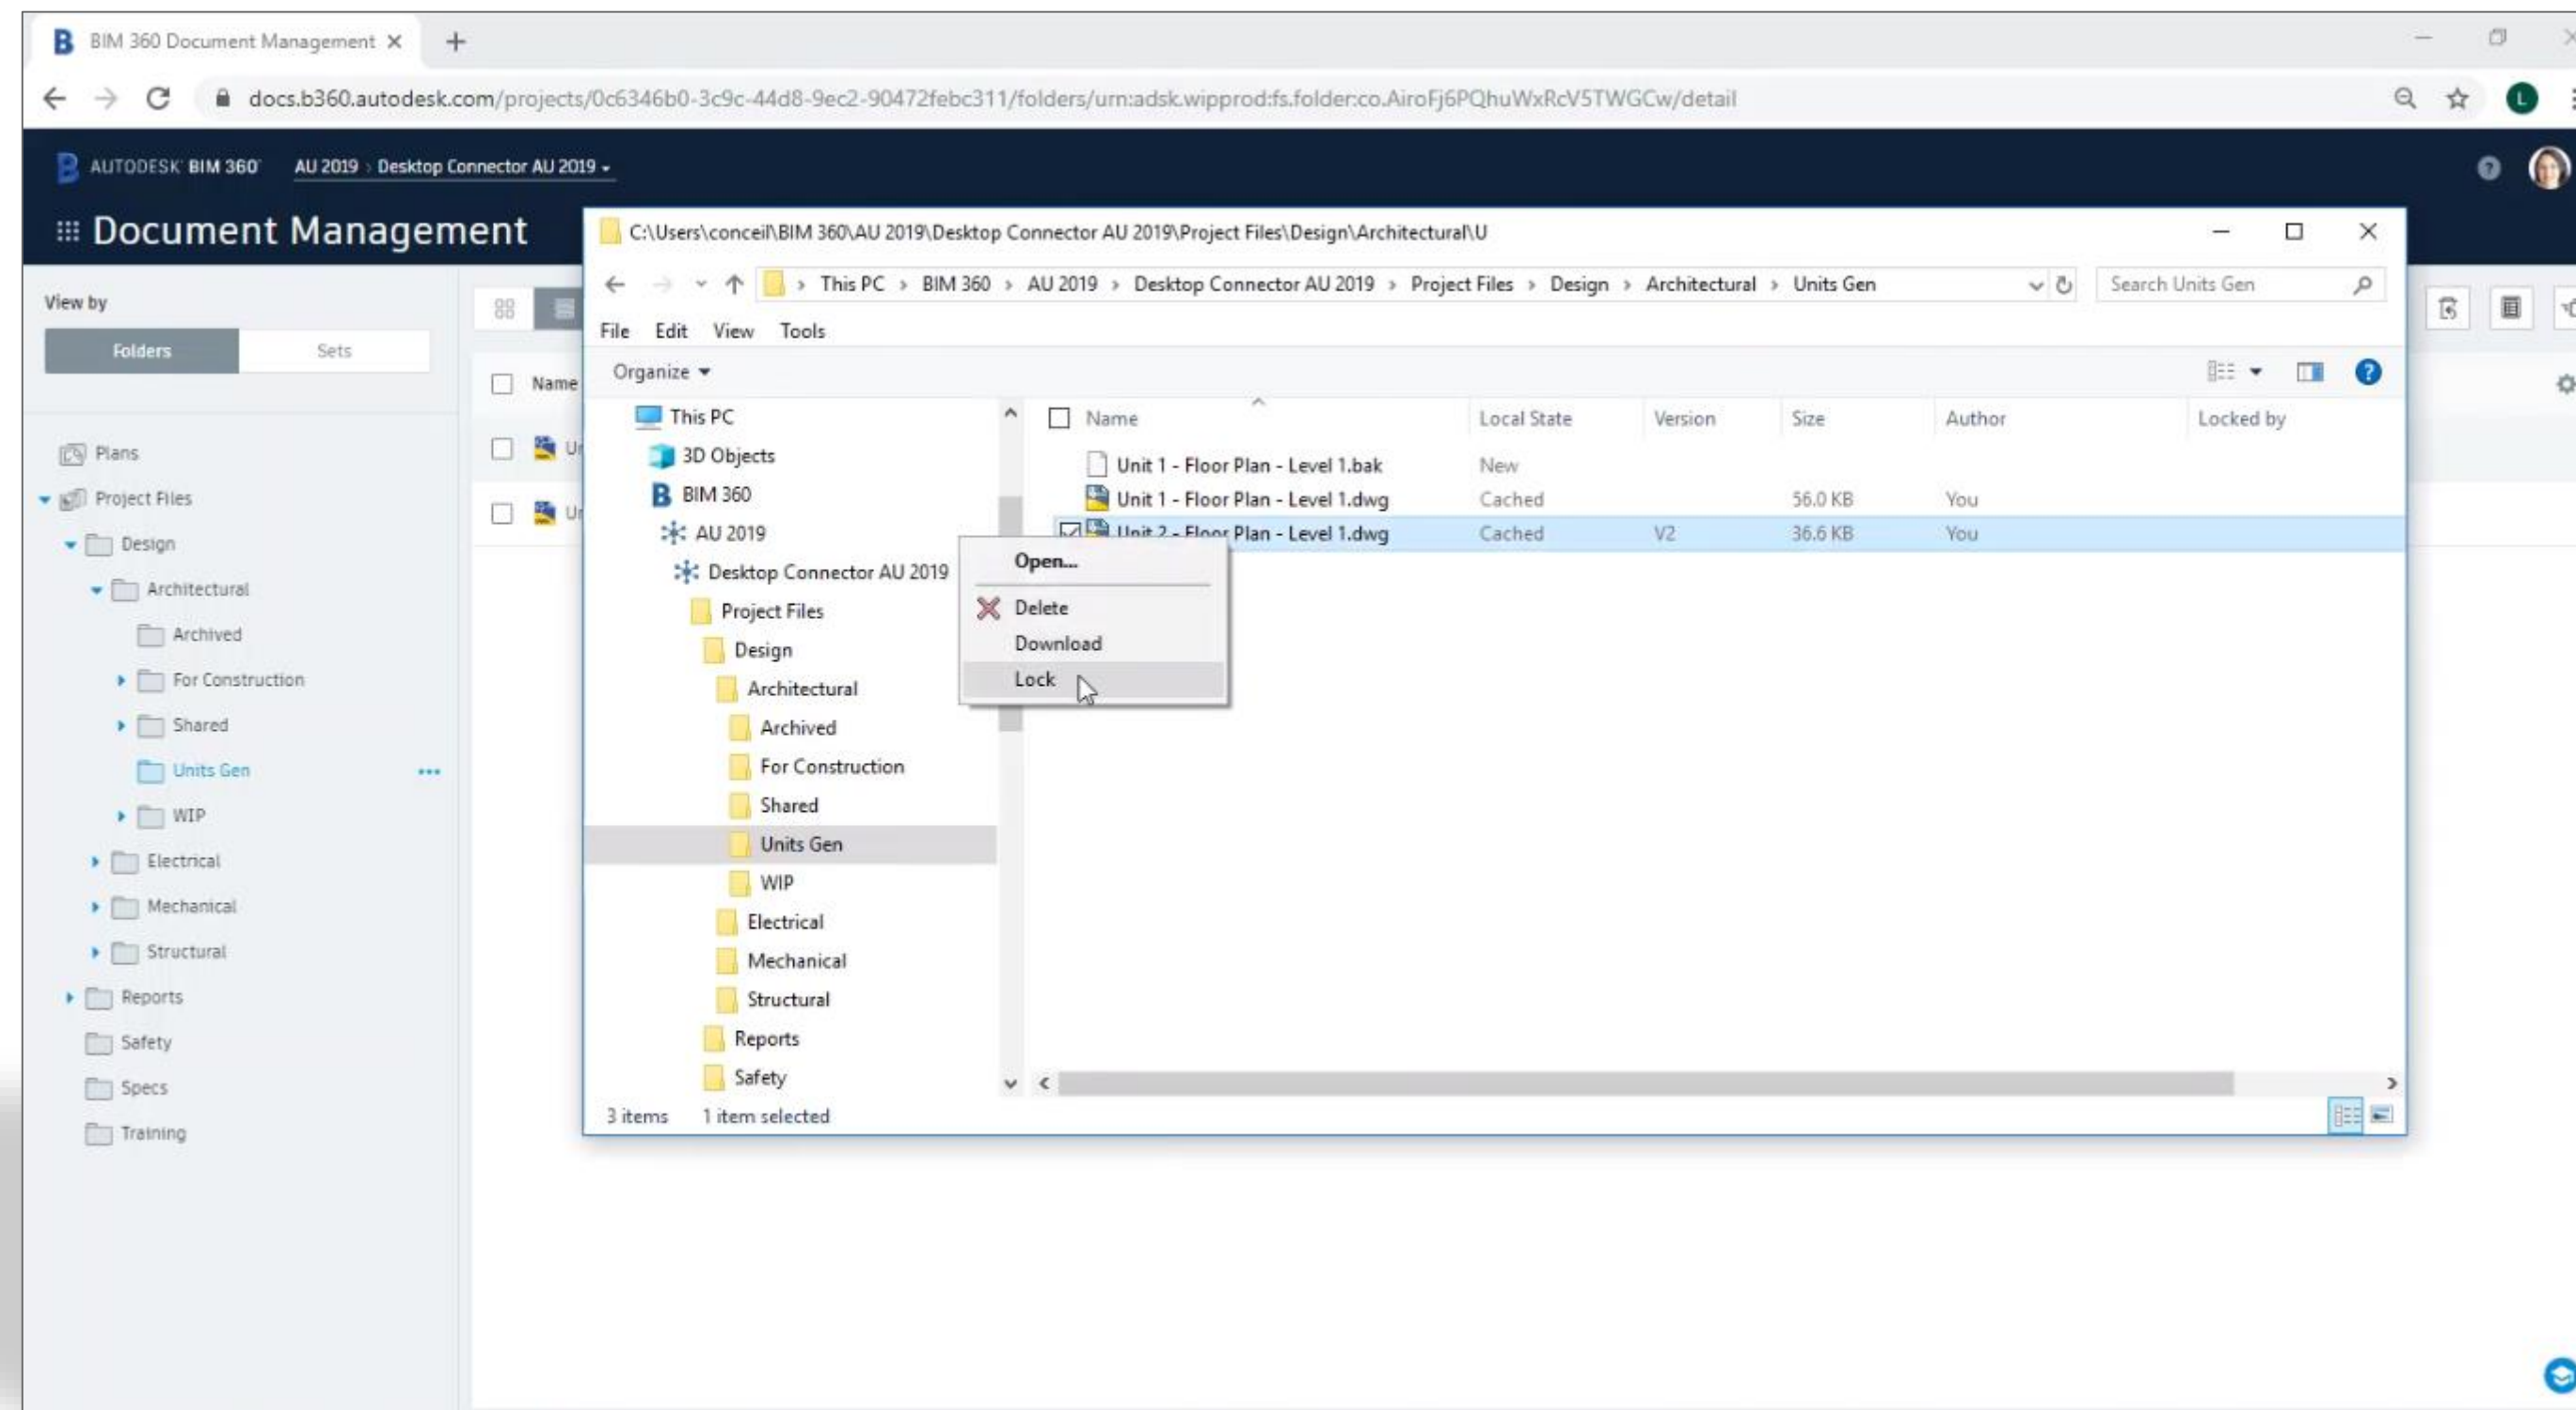 BIM 360 Document Management
docs.b360.autodesk.com/projects/0c6346b0-3c9c-44d8-9ec2-90472febc311/folders/urn:adsk.wipprod:fs.folder:co.AiroFj6PQhuWxRcV5TWGCw/detail
L
AUTODESK BIM 360 AU 2019 > Desktop Connector AU 2019
Document Management
View by
Folders Sets
Plans
Project Files
Design
Architectural
Archived
For Construction
Shared
Units Gen
WIP
Electrical
Mechanical
Structural
Reports
Safety
Specs
Training
Name
C:\Users\conceil\BIM 360\AU 2019\Desktop Connector AU 2019\Project Files\Design\Architectural\U
This PC > BIM 360 > AU 2019 > Desktop Connector AU 2019 > Project Files > Design > Architectural > Units Gen
Search Units Gen
File Edit View Tools
Organize
This PC
3D Objects
BIM 360
AU 2019
Desktop Connector AU 2019
Project Files
Design
Architectural
Archived
For Construction
Shared
Units Gen
WIP
Electrical
Mechanical
Structural
Reports
Safety
Name Local State Version Size Author Locked by
Unit 1 - Floor Plan - Level 1.bak New
Unit 1 - Floor Plan - Level 1.dwg Cached 56.0 KB You
Unit 2 - Floor Plan - Level 1.dwg Cached V2 36.6 KB You
Open...
Delete
Download
Lock
3 items 1 item selected